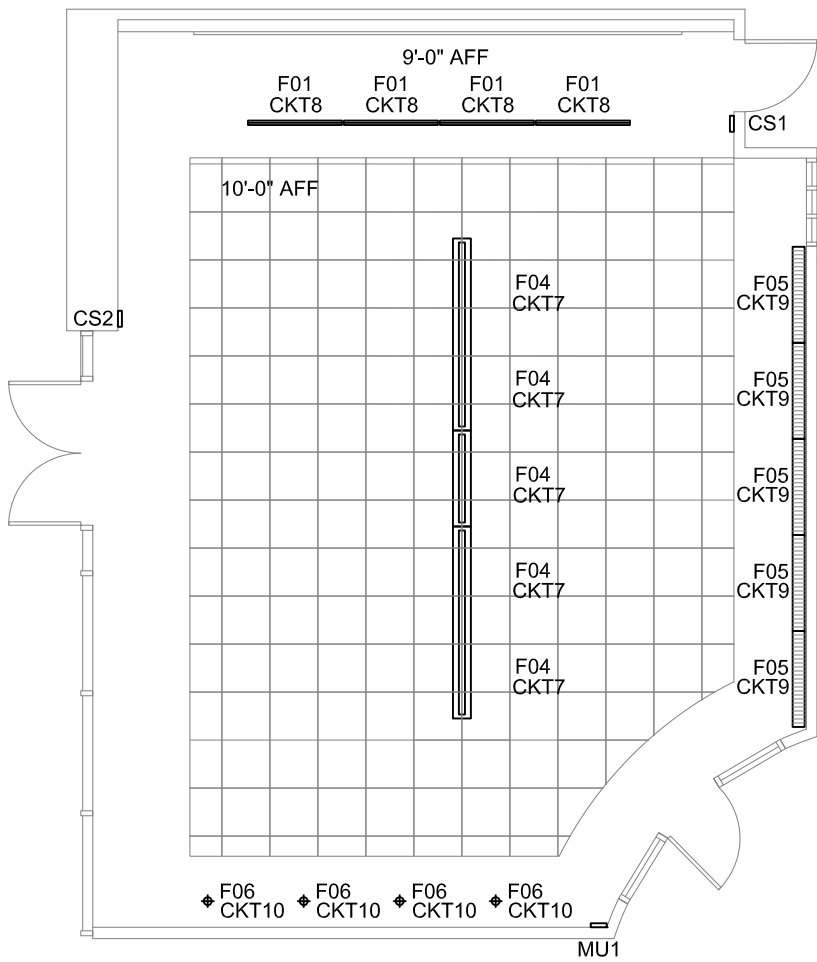 9'-0" AFF
F01 F01 F01 F01
CKT8 CKT8 CKT8 CKT8
CS1
10'-0" AFF
F04
CKT7
F05
CKT9
CS2
F04
CKT7
F05
CKT9
F04
CKT7
F05
CKT9
F04
CKT7
F05
CKT9
F04
CKT7
F05
CKT9
F06 F06 F06 F06
CKT10 CKT10 CKT10 CKT10
MU1